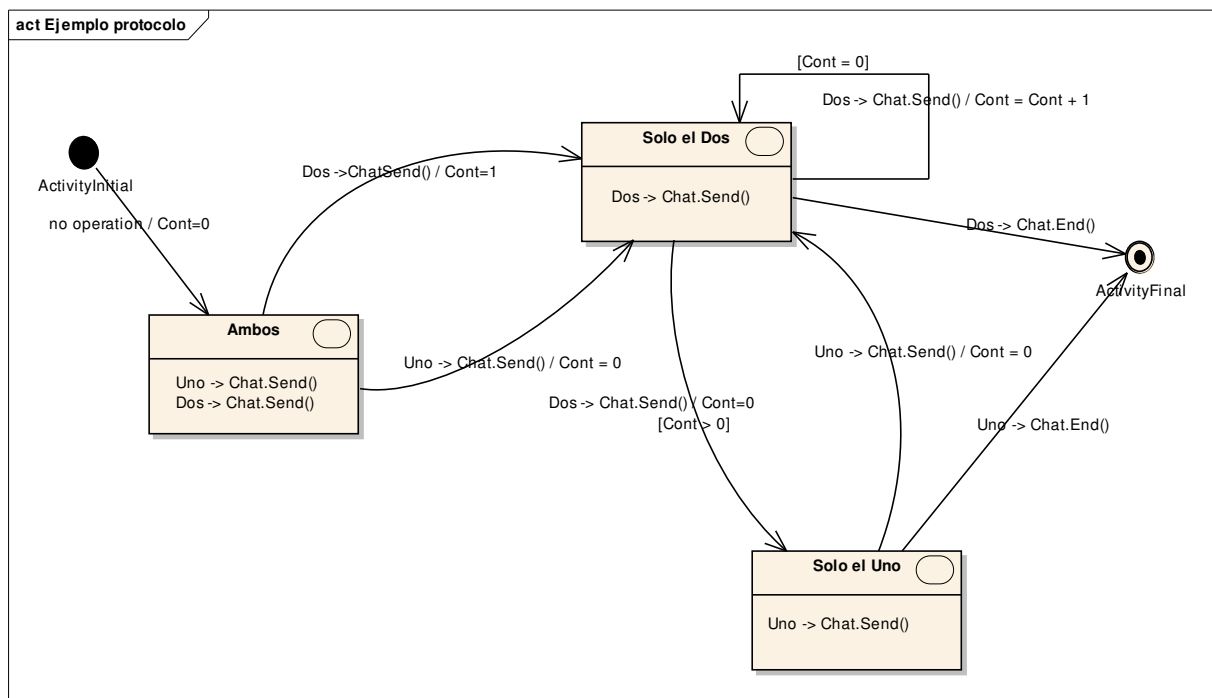 act Ejemplo protocolo
[Cont = 0]
Dos -> Chat.Send() / Cont = Cont + 1
Solo el Dos
Dos -> Chat.Send()
ActivityInitial
no operation / Cont=0
Dos ->ChatSend() / Cont=1
Dos -> Chat.End()
ActivityFinal
Ambos
Uno -> Chat.Send()
Dos -> Chat.Send()
Uno -> Chat.Send() / Cont = 0
Uno -> Chat.Send() / Cont = 0
Dos -> Chat.Send() / Cont=0
[Cont > 0]
Uno -> Chat.End()
Solo el Uno
Uno -> Chat.Send()